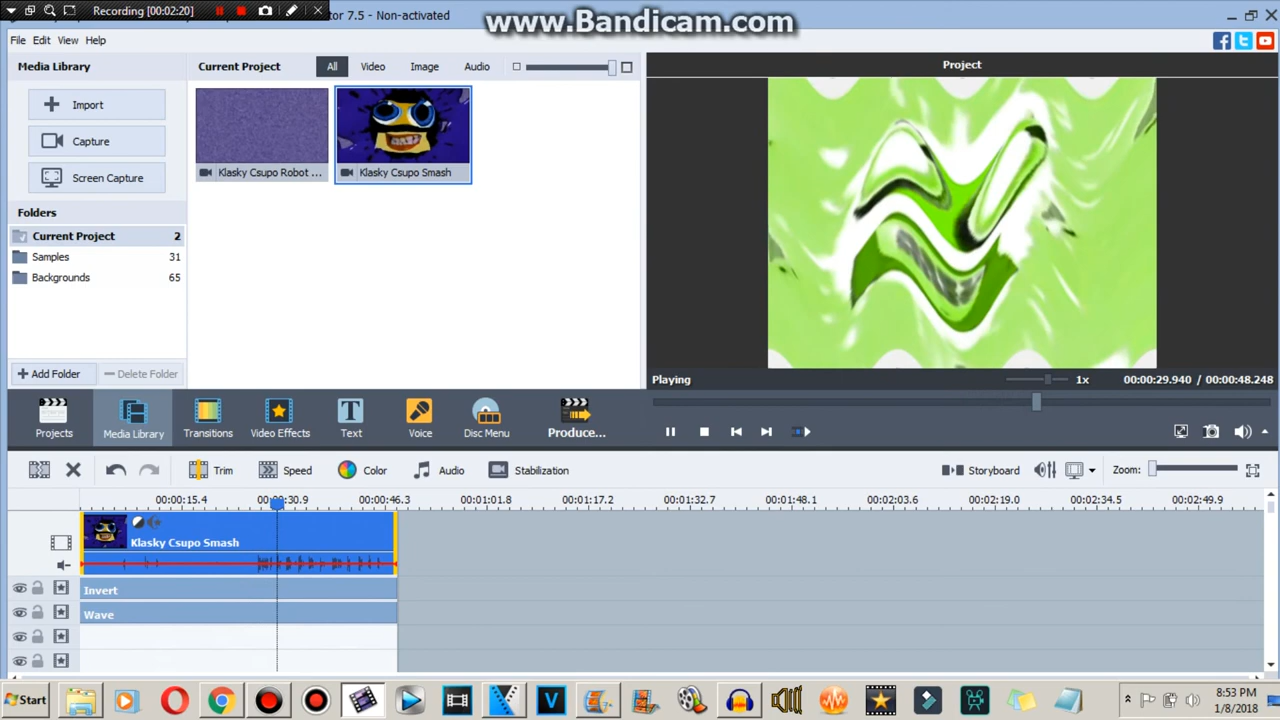 Recording [00:02:20]
tor 7.5 - Non-activated
www.Bandicam.com
File Edit View Help
Media Library
Current Project All Video Image Audio
Project
Import
Capture
Screen Capture
Klasky Csupo Robot ...
Klasky Csupo Smash
Folders
Current Project 2
Samples 31
Backgrounds 65
+ Add Folder
Delete Folder
Playing 1x 00:00:29.940 / 00:00:48.248
Projects Media Library Transitions Video Effects Text Voice Disc Menu Produce...
Trim Speed Color Audio Stabilization Storyboard Zoom:
00:00:15.4 00:00:30.9 00:00:46.3 00:01:01.8 00:01:17.2 00:01:32.7 00:01:48.1 00:02:03.6 00:02:19.0 00:02:34.5 00:02:49.9
Klasky Csupo Smash
Invert
Wave
Start
8:53 PM
1/8/2018